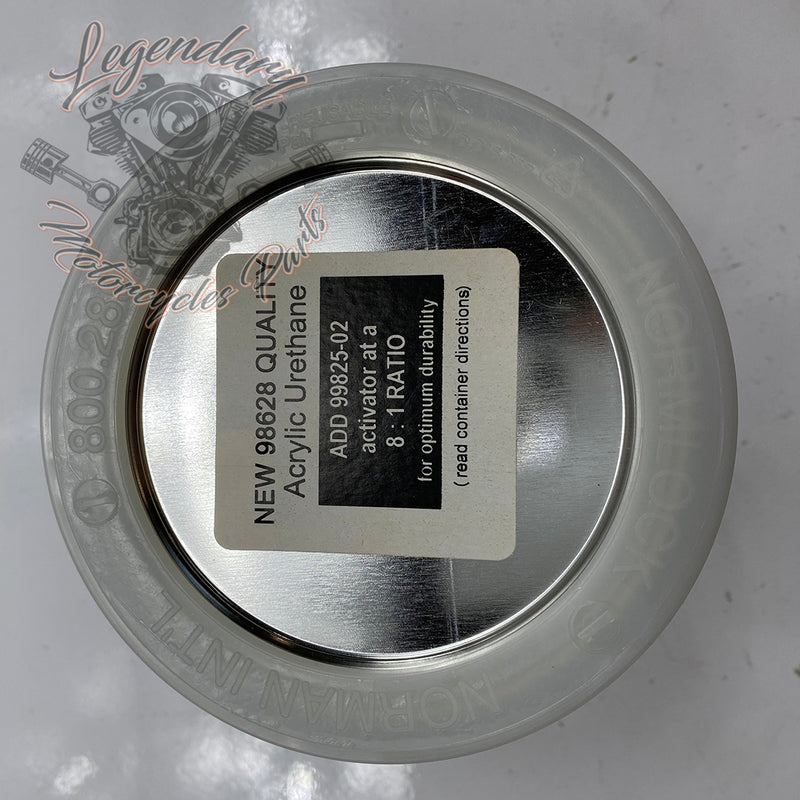 Legendary
Motorcycles Parts
NEW 98628 QUALITY
Acrylic Urethane
ADD 99825-02
activator at a
8 : 1 RATIO
for optimum durability
( read container directions)
800.28
NORMAN INT'L